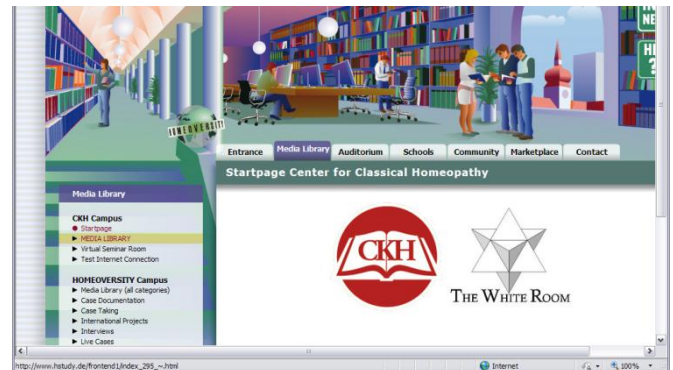 HOMEOVERSITY
Entrance
Media Library
Auditorium
Schools
Community
Marketplace
Contact
Startpage Center for Classical Homeopathy
Media Library
CKH Campus
Startpage
MEDIA LIBRARY
Virtual Seminar Room
Test Internet Connection
HOMEOVERSITY Campus
Media Library (all categories)
Case Documentation
Case Taking
International Projects
Interviews
Live Cases
CKH
THE WHITE ROOM
http://www.hstudy.de/frontend1/index_295_~.html
Internet
100%